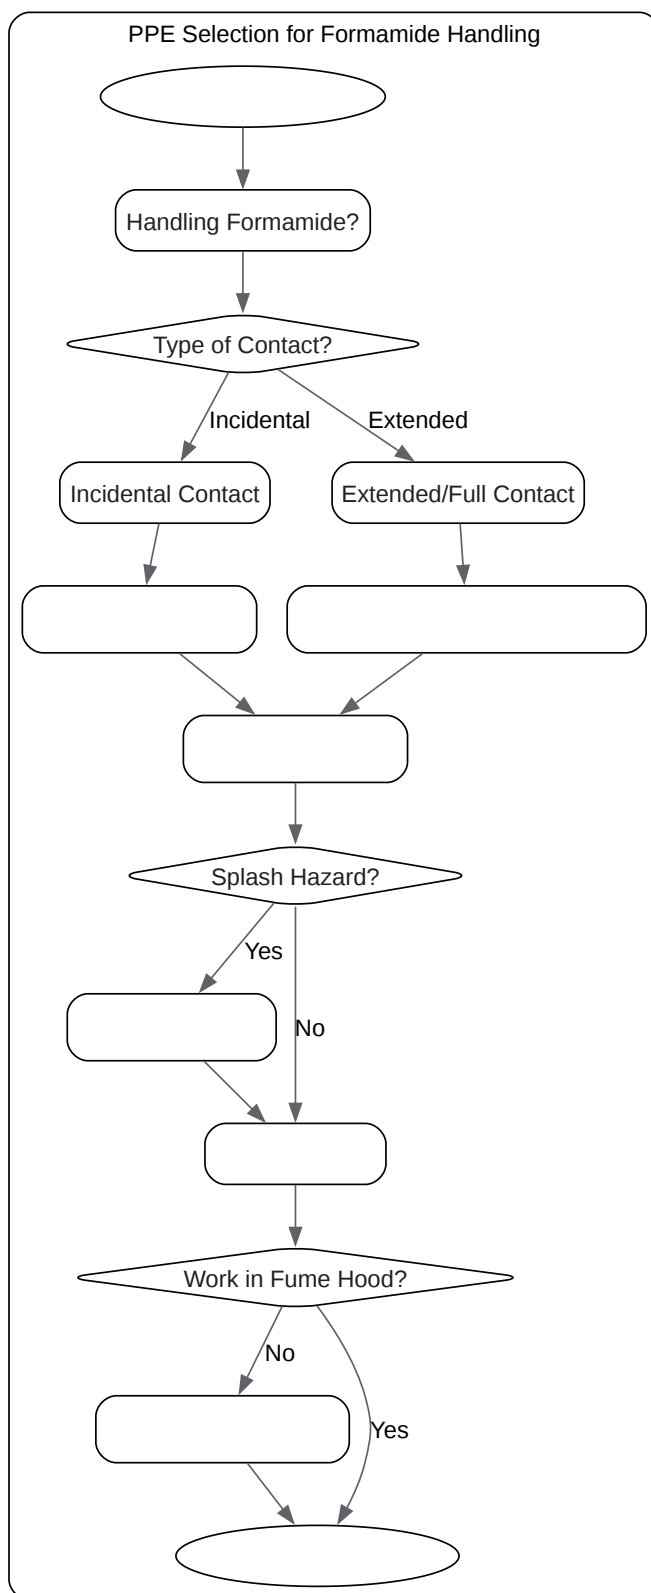 PPE Selection for Formamide Handling
Handling Formamide?
Type of Contact?
Incidental
Extended
Incidental Contact
Extended/Full Contact
Splash Hazard?
Yes
No
Work in Fume Hood?
No
Yes